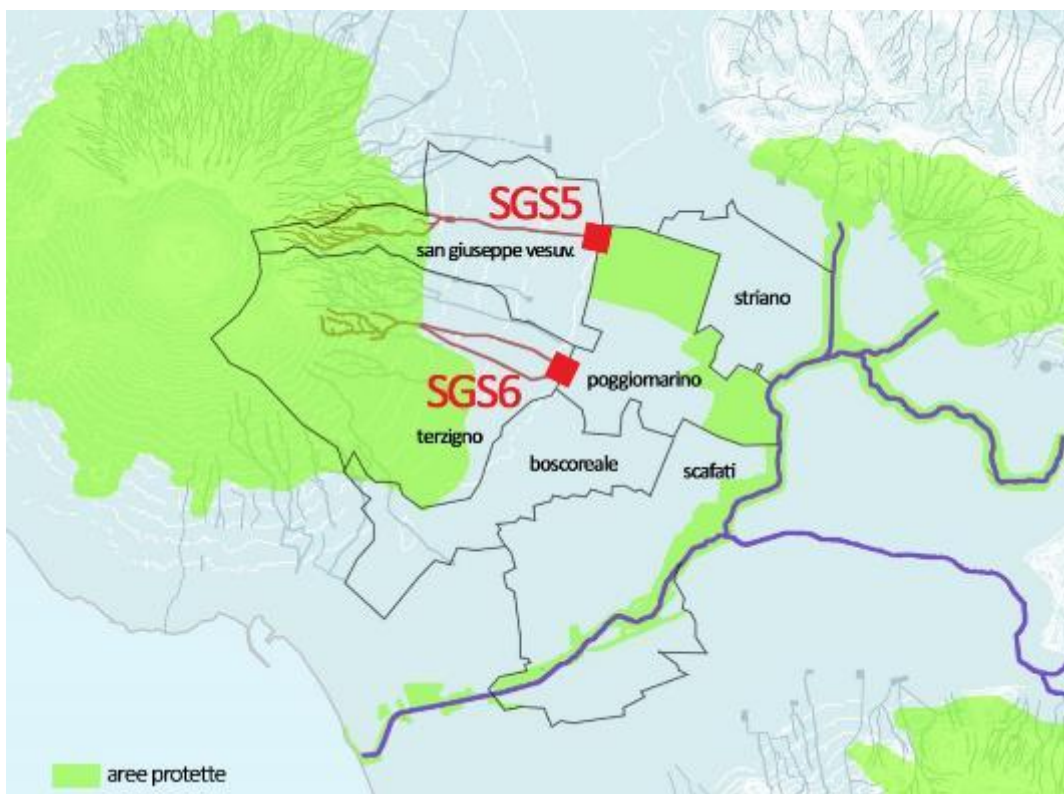 SGS5
san giuseppe vesuv.
striano
SGS6
poggiomarino
terzigno
boscoreale
scafati
aree protette